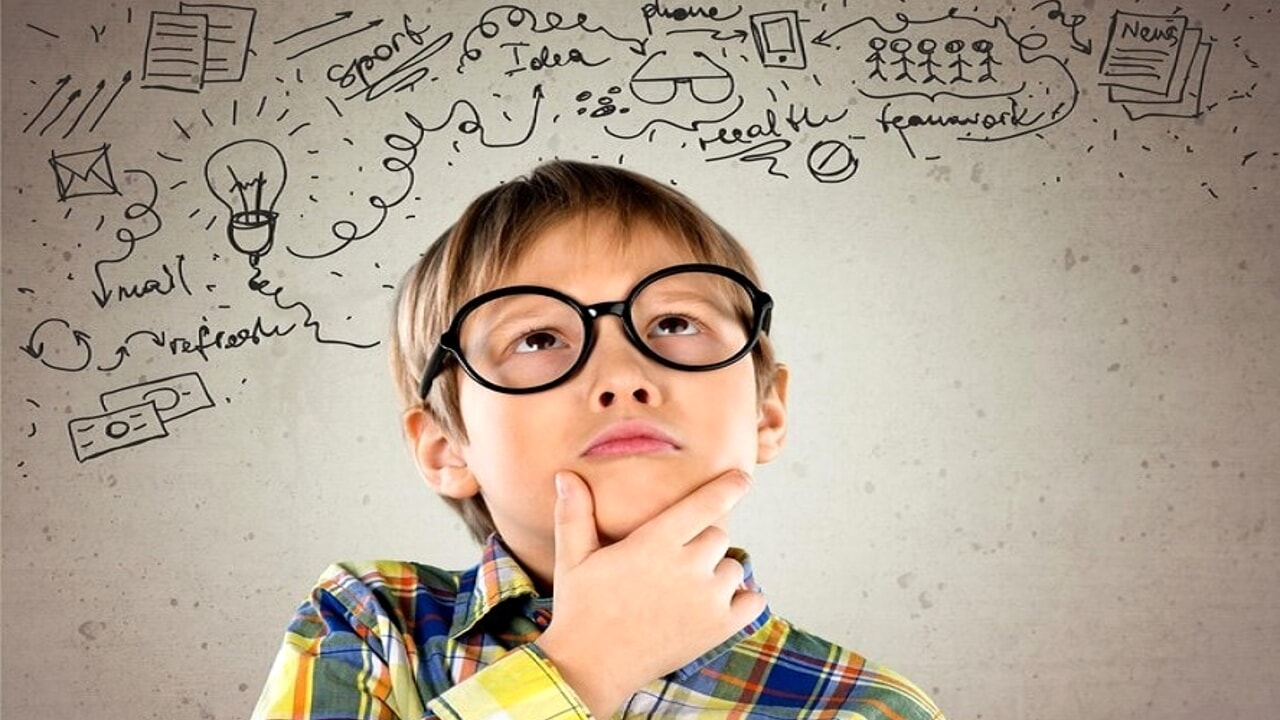 phone
News
sport
Idea
health
teamwork
mail
refresh